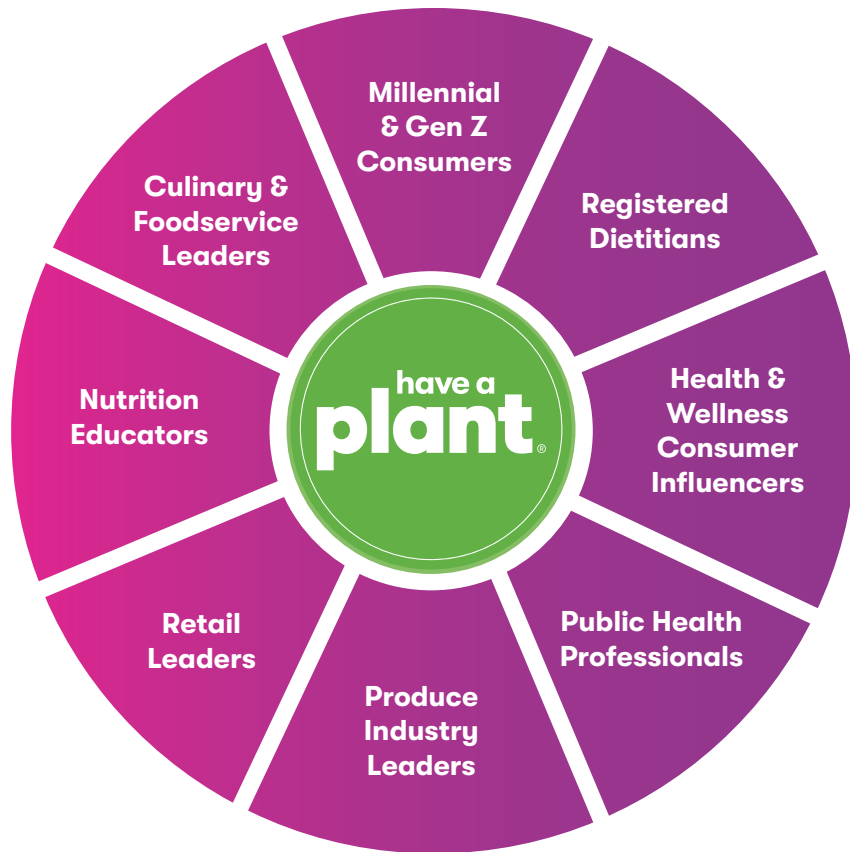 Millennial
& Gen Z
Consumers
Registered
Dietitians
Health &
Wellness
Consumer
Influencers
Public Health
Professionals
Produce
Industry
Leaders
Retail
Leaders
Nutrition
Educators
Culinary &
Foodservice
Leaders
have a
plant®